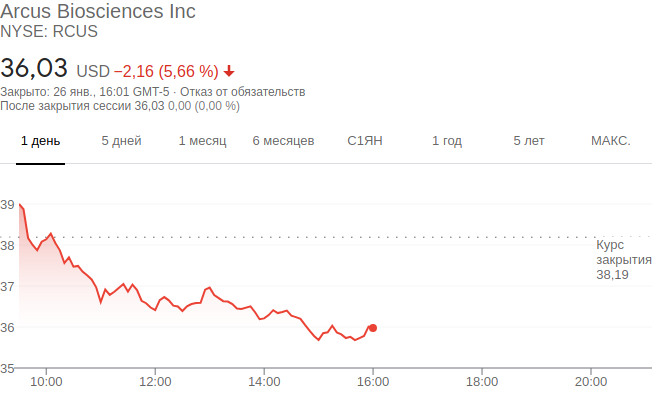 Arcus Biosciences Inc
NYSE: RCUS
36,03 USD −2,16 (5,66 %)
Закрыто: 26 янв., 16:01 GMT-5 · Отказ от обязательств
После закрытия сессии 36,03 0,00 (0,00 %)
1 день 5 дней 1 месяц 6 месяцев С1ЯН 1 год 5 лет МАКС.
39
38
Курс
закрытия
38,19
37
36
35
10:00 12:00 14:00 16:00 18:00 20:00